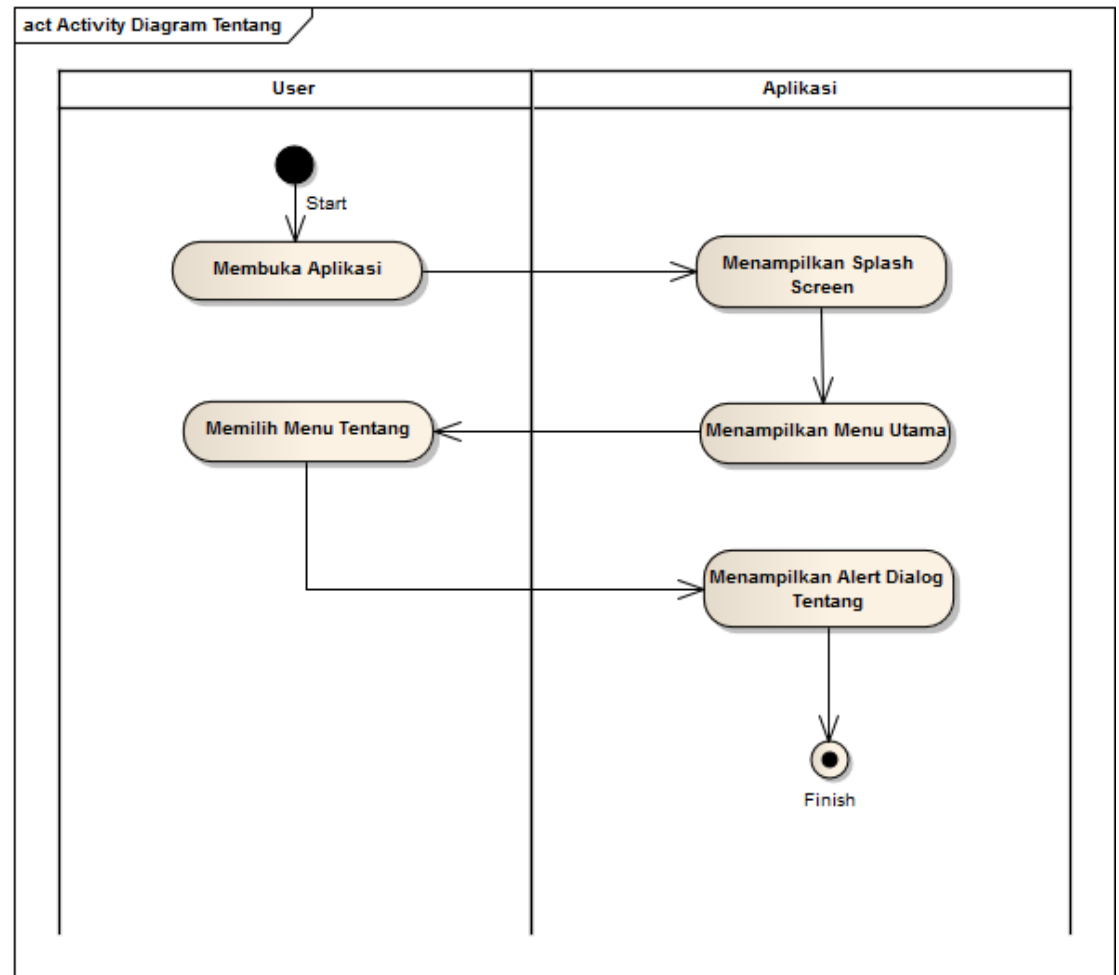 act Activity Diagram Tentang
User
Aplikasi
Start
Membuka Aplikasi
Menampilkan Splash
Screen
Memilih Menu Tentang
Menampilkan Menu Utama
Menampilkan Alert Dialog
Tentang
Finish